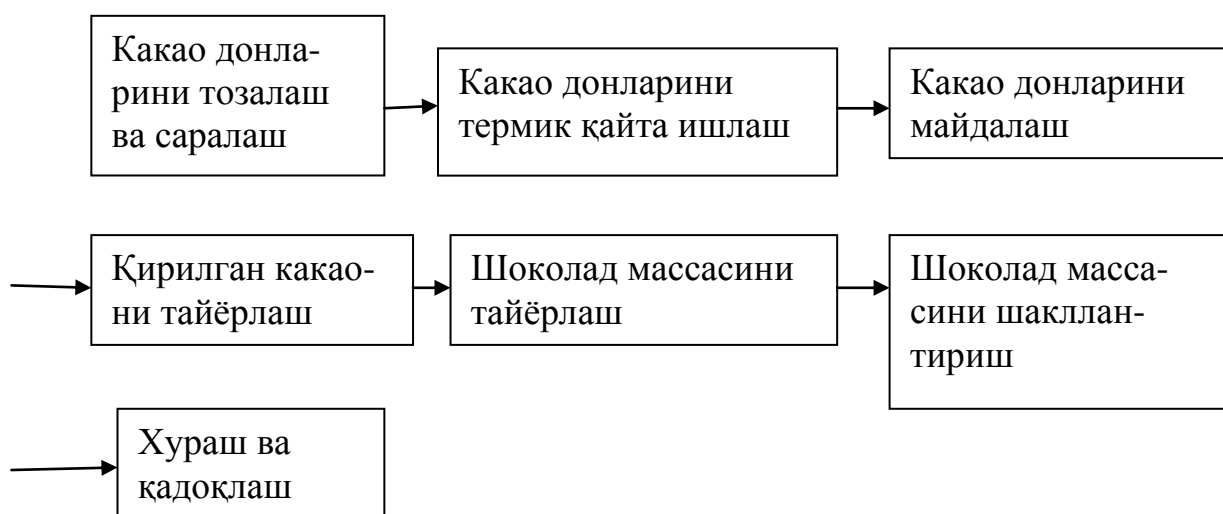 Какао донла-
рини тозалаш
ва саралаш
Какао донларини
термик қайта ишлаш
Какао донларини
майдалаш
Қирилган какао-
ни тайёрлаш
Шоколад массасини
тайёрлаш
Шоколад масса-
сини шакллан-
тириш
Хураш ва
қадоқлаш